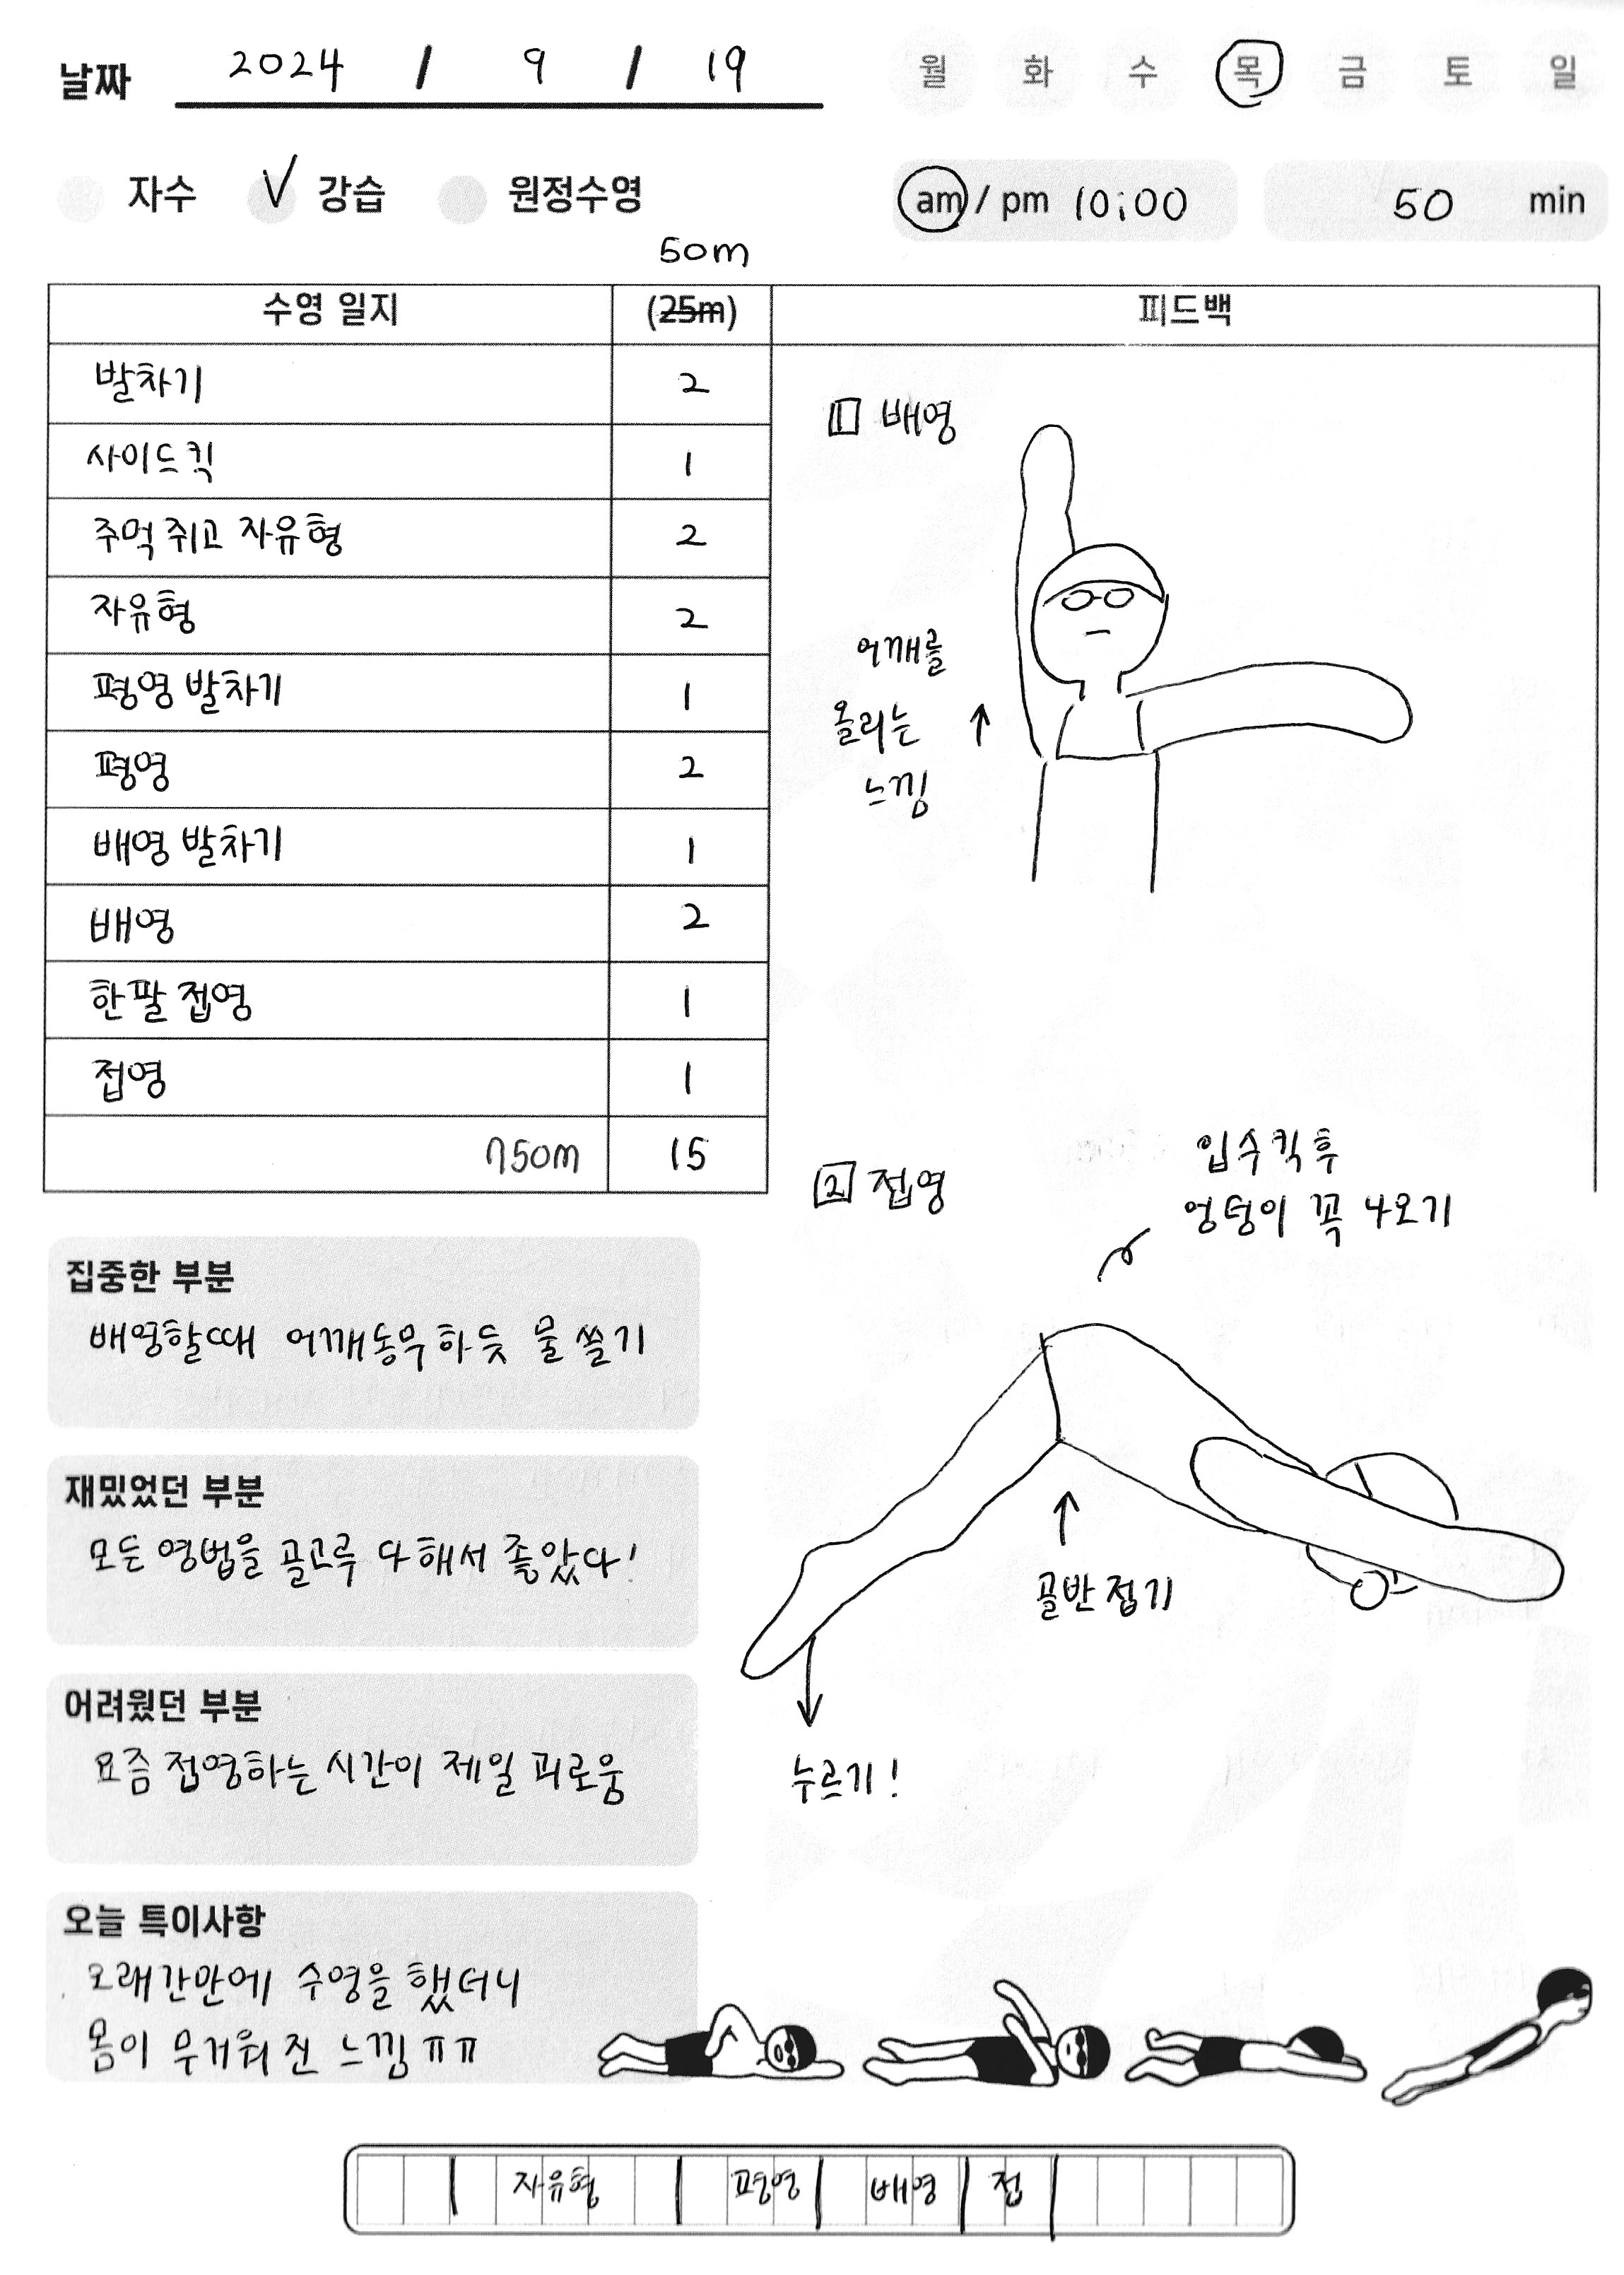 날짜 2024 / 9 / 19 월 화 수 목 금 토 일
자수 ✓ 강습 원정수영 am / pm 10:00 50 min
50m
수영 일지 (25m) 피드백
발차기 2
사이드킥 1
주먹 쥐고 자유형 2
자유형 2
평영 발차기 1
평영 2
배영 발차기 1
배영 2
한팔 접영 1
접영 1
750m 15
1 배영
어깨를
올리는 ↑
느낌
2 접영
입수킥 후
엉덩이 꼭 나오기
↑
골반 접기
↓
누르기!
집중한 부분
배영할때 어깨동무하듯 물 쓸기
재밌었던 부분
모든 영법을 골고루 다 해서 좋았다!
어려웠던 부분
요즘 접영하는 시간이 제일 괴로움
오늘 특이사항
오래간만에 수영을 했더니
몸이 무거워진 느낌 ㅠㅠ
자유형 평영 배영 접